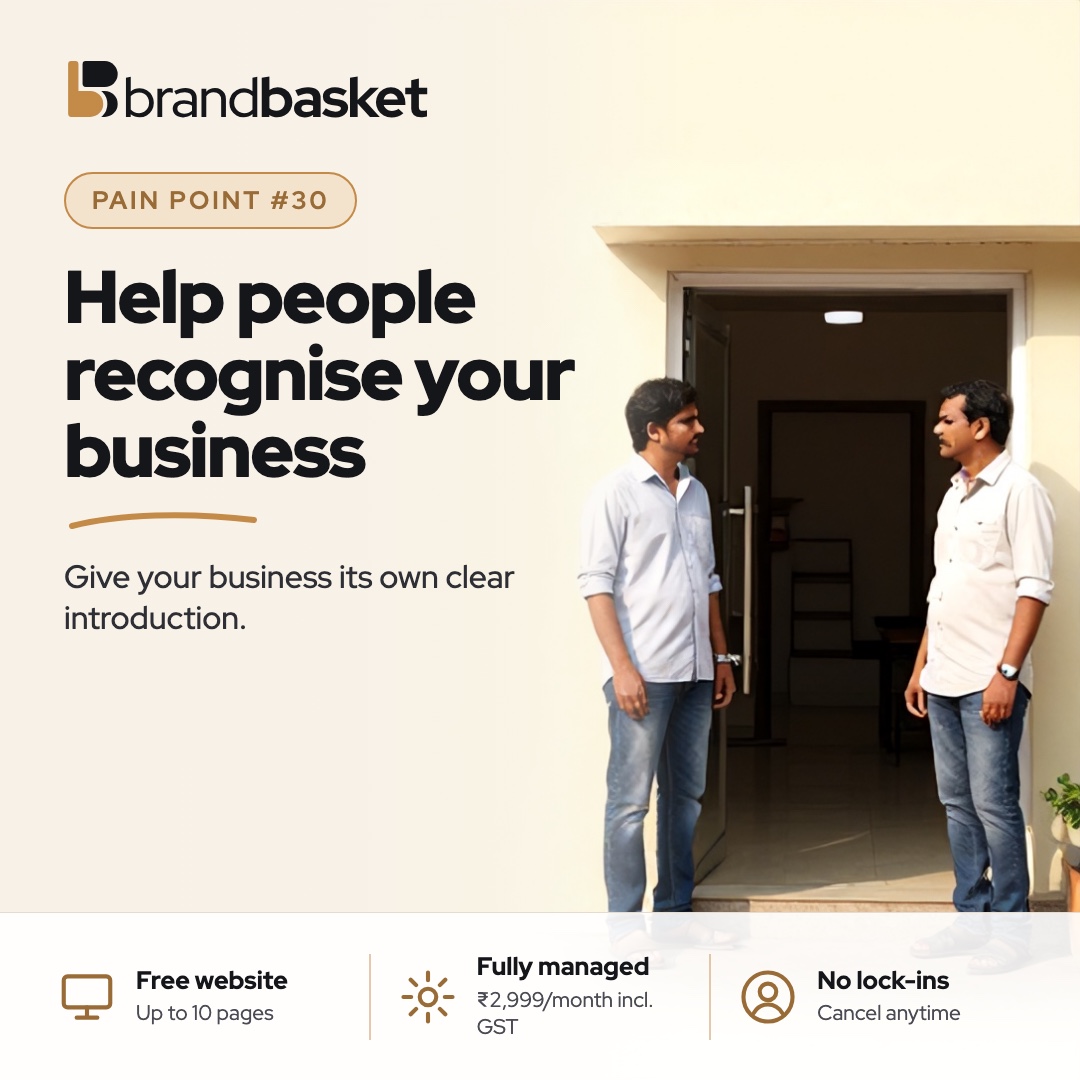 brandbasket
PAIN POINT #30
Help people
recognise your
business
Give your business its own clear
introduction.
Free website
Up to 10 pages
Fully managed
₹2,999/month incl.
GST
No lock-ins
Cancel anytime